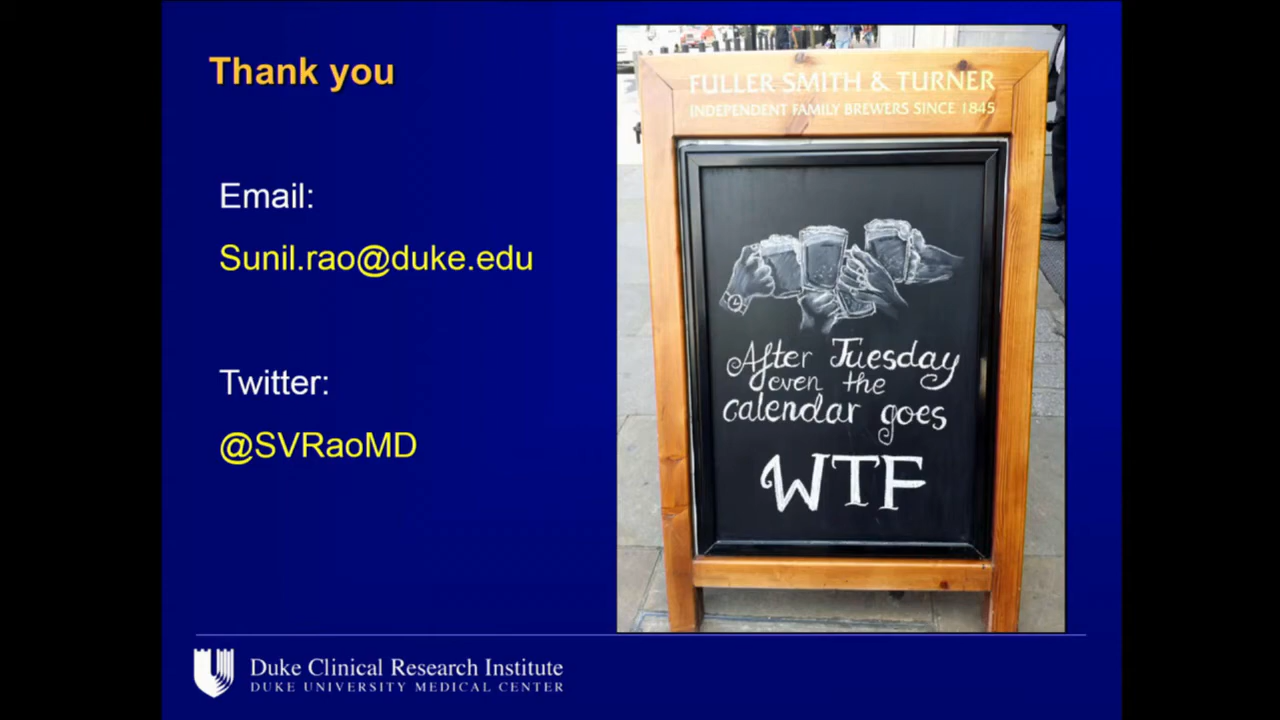 Thank you
Email:
Sunil.rao@duke.edu
Twitter:
@SVRaoMD
FULLER SMITH & TURNER
INDEPENDENT FAMILY BREWERS SINCE 1845
After Tuesday
even the
calendar goes
WTF
Duke Clinical Research Institute
DUKE UNIVERSITY MEDICAL CENTER